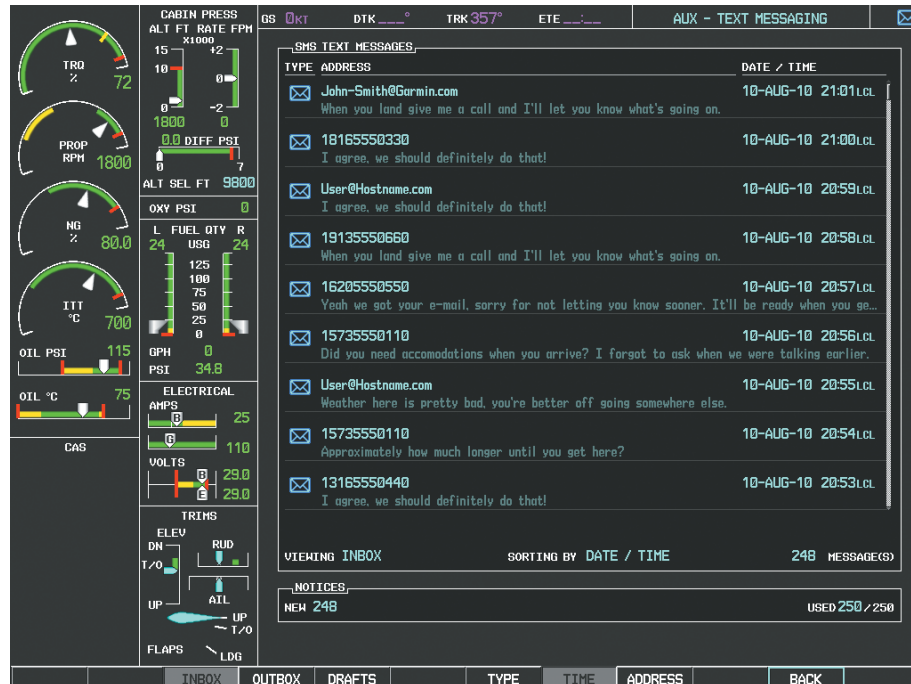 GS 0KT DTK ___° TRK 357° ETE __:__ AUX – TEXT MESSAGING
TRQ
%
72
PROP
RPM
1800
NG
%
80.0
ITT
°C
700
OIL PSI 115
OIL °C 75
CAS
CABIN PRESS
ALT FT RATE FPM
X1000
15 +2
10 0
0 -2
1800 0
0.0 DIFF PSI
0 7
ALT SEL FT 9800
OXY PSI 0
L FUEL QTY R
24 USG 24
125
100
75
50
25
0
GPH 0
PSI 34.8
ELECTRICAL
AMPS
B 25
G 110
VOLTS
B 29.0
E 29.0
TRIMS
ELEV
DN RUD
T/O
AIL
UP
UP
T/O
FLAPS LDG
SMS TEXT MESSAGES
TYPE ADDRESS DATE / TIME
John-Smith@Garmin.com 10-AUG-10 21:01LCL
When you land give me a call and I'll let you know what's going on.
18165550330 10-AUG-10 21:00LCL
I agree, we should definitely do that!
User@Hostname.com 10-AUG-10 20:59LCL
I agree, we should definitely do that!
19135550660 10-AUG-10 20:58LCL
When you land give me a call and I'll let you know what's going on.
16205550550 10-AUG-10 20:57LCL
Yeah we got your e-mail, sorry for not letting you know sooner. It'll be ready when you ge...
15735550110 10-AUG-10 20:56LCL
Did you need accomodations when you arrive? I forgot to ask when we were talking earlier.
User@Hostname.com 10-AUG-10 20:55LCL
Weather here is pretty bad, you're better off going somewhere else.
15735550110 10-AUG-10 20:54LCL
Approximately how much longer until you get here?
13165550440 10-AUG-10 20:53LCL
I agree, we should definitely do that!
VIEWING INBOX SORTING BY DATE / TIME 248 MESSAGE(S)
NOTICES
NEW 248 USED 250/250
INBOX OUTBOX DRAFTS TYPE TIME ADDRESS BACK